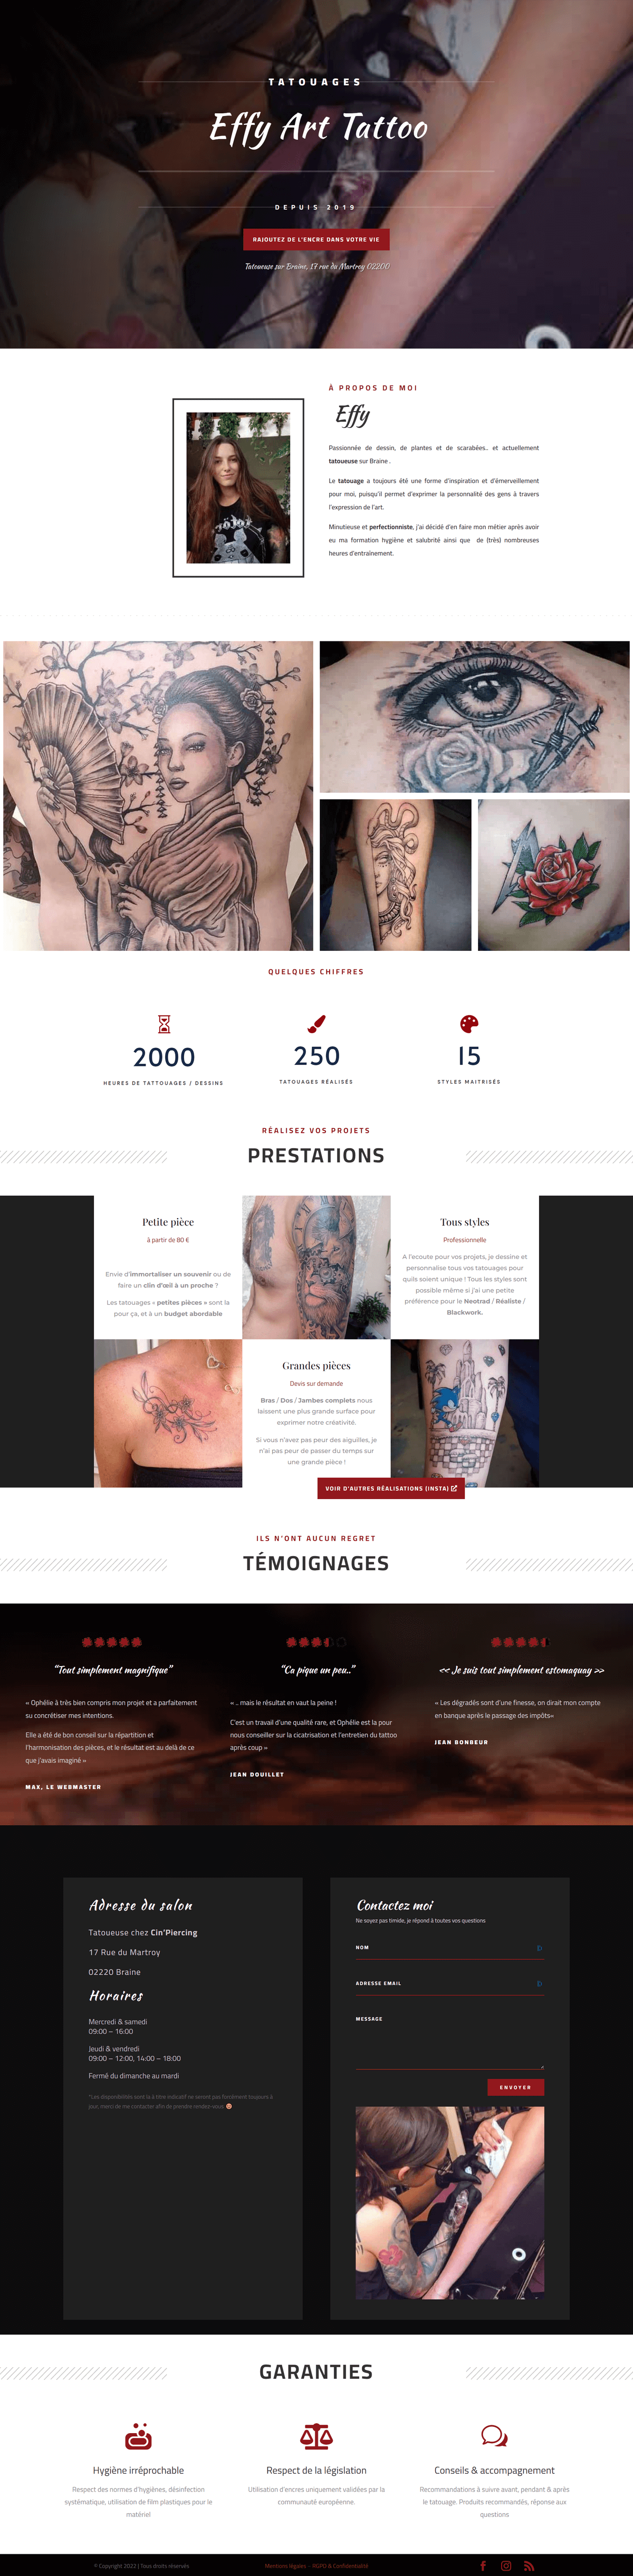 TATOUAGES
Effy Art Tattoo
DEPUIS 2019
RAJOUTEZ DE L'ENCRE DANS VOTRE VIE
Tatoueuse sur Braine, 17 rue du Martroy 02200
À PROPOS DE MOI
Effy
Passionnée de dessin, de plantes et de scarabées.. et actuellement
tatoueuse sur Braine .
Le tatouage a toujours été une forme d'inspiration et d'émerveillement
pour moi, puisqu'il permet d'exprimer la personnalité des gens à travers
l'expression de l'art.
Minutieuse et perfectionniste, j'ai décidé d'en faire mon métier après avoir
eu ma formation hygiène et salubrité ainsi que de (très) nombreuses
heures d'entraînement.
QUELQUES CHIFFRES
2000
HEURES DE TATTOUAGES / DESSINS
250
TATOUAGES RÉALISÉS
15
STYLES MAITRISÉS
RÉALISEZ VOS PROJETS
PRESTATIONS
Petite pièce
à partir de 80 €
Envie d'immortaliser un souvenir ou de
faire un clin d'œil à un proche ?
Les tatouages « petites pièces » sont la
pour ça, et à un budget abordable
Tous styles
Professionnelle
A l'ecoute pour vos projets, je dessine et
personnalise tous vos tatouages pour
quils soient unique ! Tous les styles sont
possible même si j'ai une petite
préférence pour le Neotrad / Réaliste /
Blackwork.
Grandes pièces
Devis sur demande
Bras / Dos / Jambes complets nous
laissent une plus grande surface pour
exprimer notre créativité.
Si vous n'avez pas peur des aiguilles, je
n'ai pas peur de passer du temps sur
une grande pièce !
VOIR D'AUTRES RÉALISATIONS (INSTA)
ILS N'ONT AUCUN REGRET
TÉMOIGNAGES
“Tout simplement magnifique”
« Ophélie à très bien compris mon projet et a parfaitement
su concrétiser mes intentions.
Elle a été de bon conseil sur la répartition et
l'harmonisation des pièces, et le résultat est au delà de ce
que j'avais imaginé »
MAX, LE WEBMASTER
“Ca pique un peu..”
« .. mais le résultat en vaut la peine !
C'est un travail d'une qualité rare, et Ophélie est la pour
nous conseiller sur la cicatrisation et l'entretien du tattoo
après coup »
JEAN DOUILLET
<< Je suis tout simplement estomaquay >>
« Les dégradés sont d'une finesse, on dirait mon compte
en banque après le passage des impôts»
JEAN BONBEUR
Adresse du salon
Tatoueuse chez Cin'Piercing
17 Rue du Martroy
02220 Braine
Horaires
Mercredi & samedi
09:00 – 16:00
Jeudi & vendredi
09:00 – 12:00, 14:00 – 18:00
Fermé du dimanche au mardi
*Les disponibilités sont la à titre indicatif ne seront pas forcément toujours à
jour, merci de me contacter afin de prendre rendez-vous.
Contactez moi
Ne soyez pas timide, je répond à toutes vos questions
NOM
ADRESSE EMAIL
MESSAGE
ENVOYER
GARANTIES
Hygiène irréprochable
Respect des normes d'hygiènes, désinfection
systématique, utilisation de film plastiques pour le
matériel
Respect de la législation
Utilisation d'encres uniquement validées par la
communauté européenne.
Conseils & accompagnement
Recommandations à suivre avant, pendant & après
le tatouage. Produits recommandés, réponse aux
questions
© Copyright 2022 | Tous droits réservés
Mentions légales – RGPD & Confidentialité